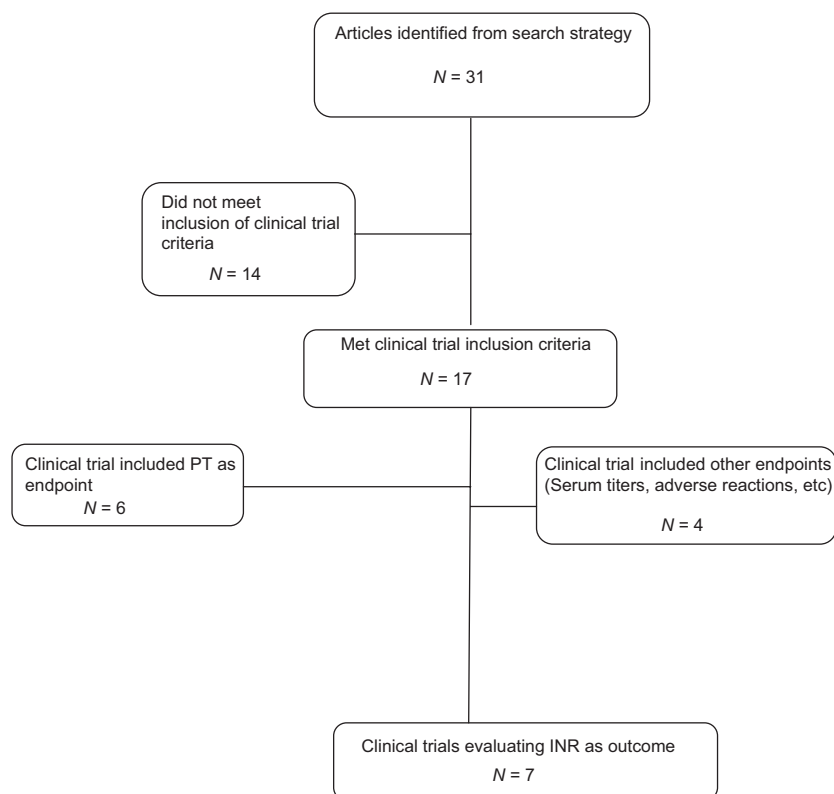 Articles identified from search strategy
N = 31
Did not meet
inclusion of clinical trial
criteria
N = 14
Met clinical trial inclusion criteria
N = 17
Clinical trial included PT as
endpoint
N = 6
Clinical trial included other endpoints
(Serum titers, adverse reactions, etc)
N = 4
Clinical trials evaluating INR as outcome
N = 7